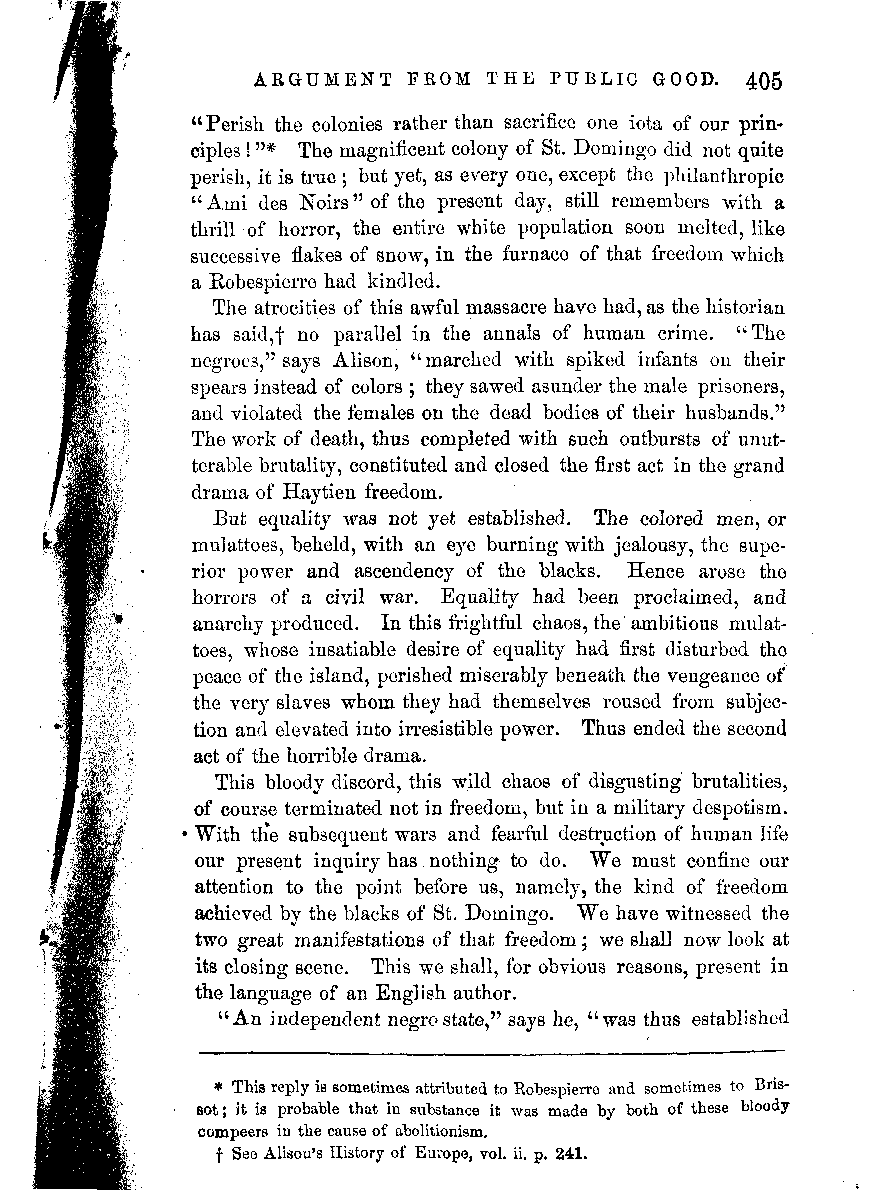 ARGUMENT FROM THE PUBLIC GOOD. 405
"Perish the colonies rather than sacrifice one iota of our prin-
ciples!"* The magnificent colony of St. Domingo did not quite
perish, it is true; but yet, as every one, except the philanthropic
"Ami des Noirs" of the present day, still remembers with a
thrill of horror, the entire white population soon melted, like
successive flakes of snow, in the furnace of that freedom which
a Robespierre had kindled.
The atrocities of this awful massacre have had, as the historian
has said,† no parallel in the annals of human crime. "The
negroes," says Alison, "marched with spiked infants on their
spears instead of colors; they sawed asunder the male prisoners,
and violated the females on the dead bodies of their husbands."
The work of death, thus completed with such outbursts of unut-
terable brutality, constituted and closed the first act in the grand
drama of Haytien freedom.
But equality was not yet established. The colored men, or
mulattoes, beheld, with an eye burning with jealousy, the supe-
rior power and ascendency of the blacks. Hence arose the
horrors of a civil war. Equality had been proclaimed, and
anarchy produced. In this frightful chaos, the ambitious mulat-
toes, whose insatiable desire of equality had first disturbed the
peace of the island, perished miserably beneath the vengeance of
the very slaves whom they had themselves roused from subjec-
tion and elevated into irresistible power. Thus ended the second
act of the horrible drama.
This bloody discord, this wild chaos of disgusting brutalities,
of course terminated not in freedom, but in a military despotism.
With the subsequent wars and fearful destruction of human life
our present inquiry has nothing to do. We must confine our
attention to the point before us, namely, the kind of freedom
achieved by the blacks of St. Domingo. We have witnessed the
two great manifestations of that freedom; we shall now look at
its closing scene. This we shall, for obvious reasons, present in
the language of an English author.
"An independent negro state," says he, "was thus established
* This reply is sometimes attributed to Robespierre and sometimes to Bris-
sot; it is probable that in substance it was made by both of these bloody
compeers in the cause of abolitionism.
† See Alison's History of Europe, vol. ii. p. 241.